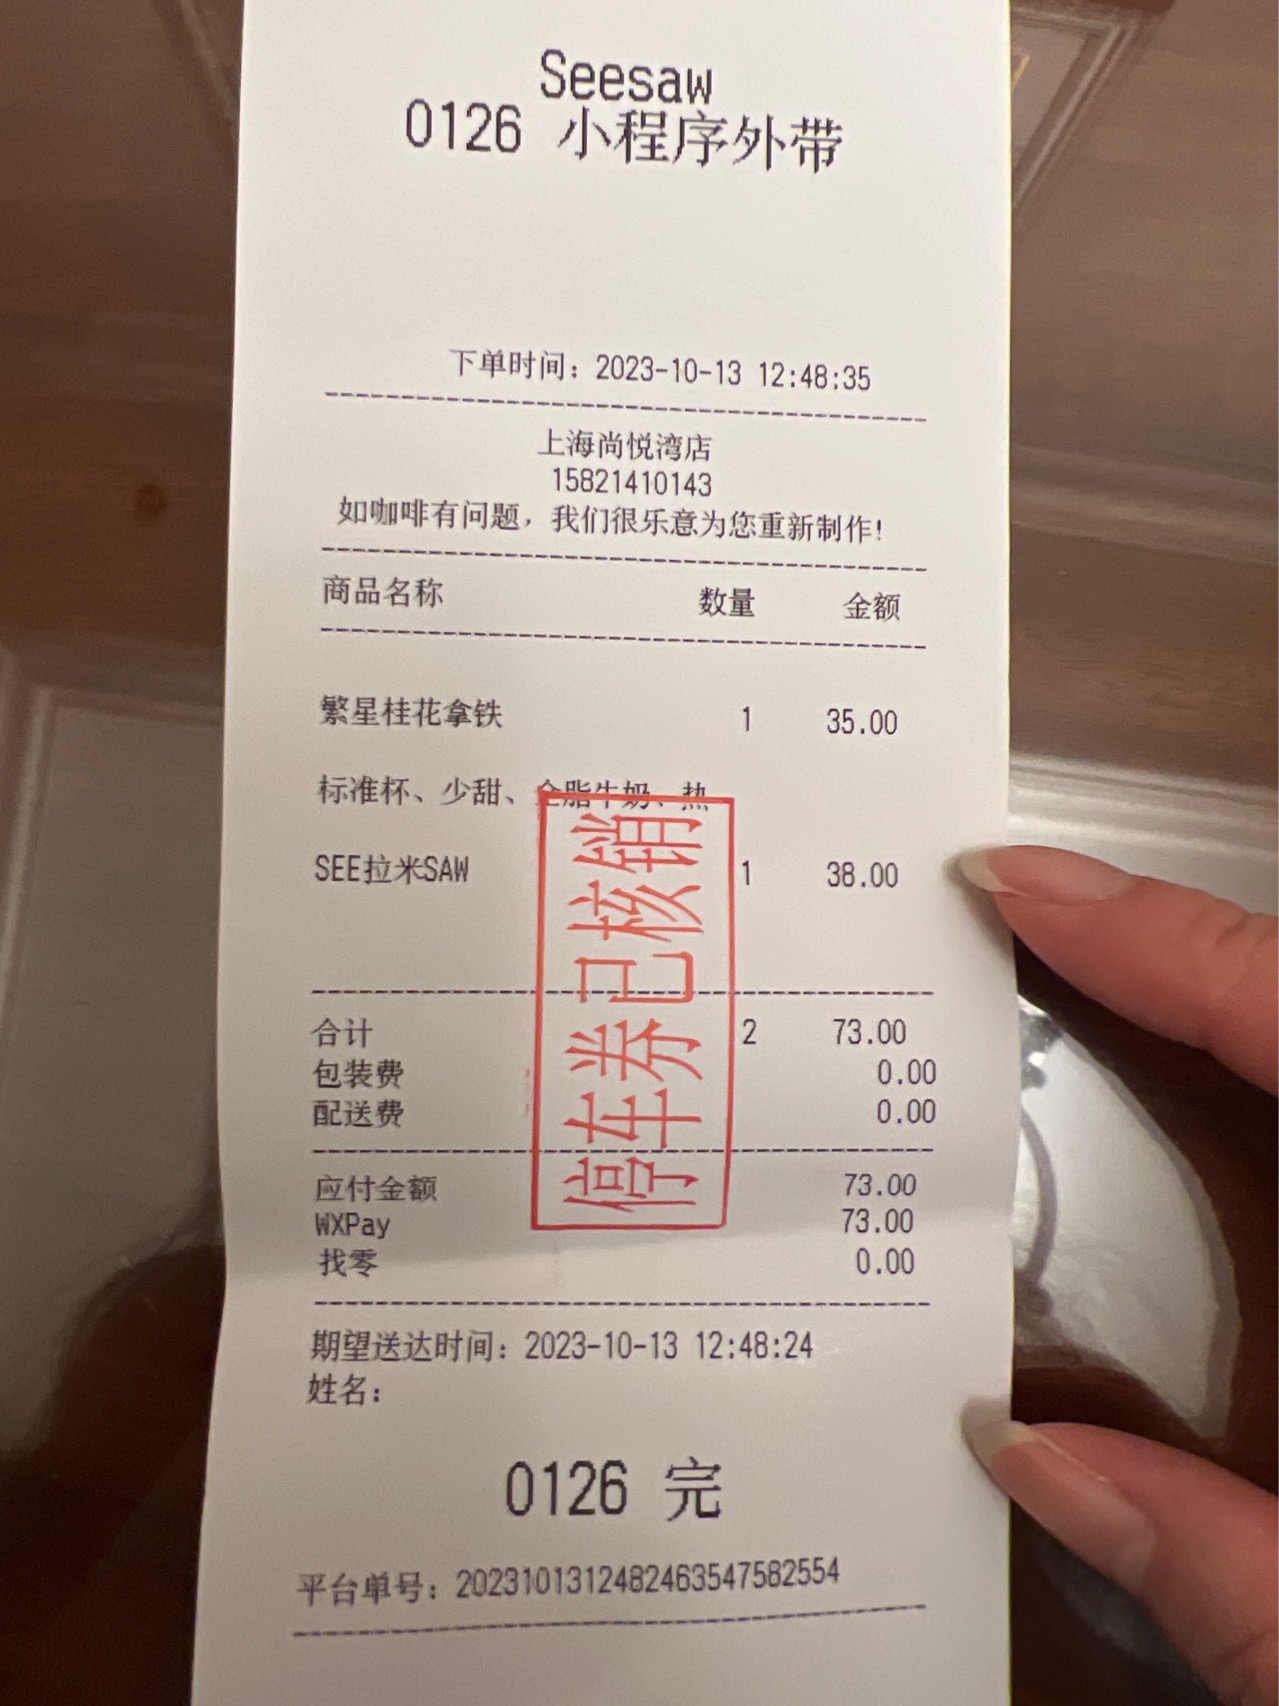 Seesaw
0126 小程序外带
下单时间：2023-10-13 12:48:35
上海尚悦湾店
15821410143
如咖啡有问题，我们很乐意为您重新制作！
商品名称 数量 金额
繁星桂花拿铁 1 35.00
标准杯、少甜、全脂牛奶、热
SEE拉米SAW 1 38.00
停车券已核销
合计 2 73.00
包装费 0.00
配送费 0.00
应付金额 73.00
WXPay 73.00
找零 0.00
期望送达时间：2023-10-13 12:48:24
姓名：
0126 完
平台单号：20231013124824635475​82554